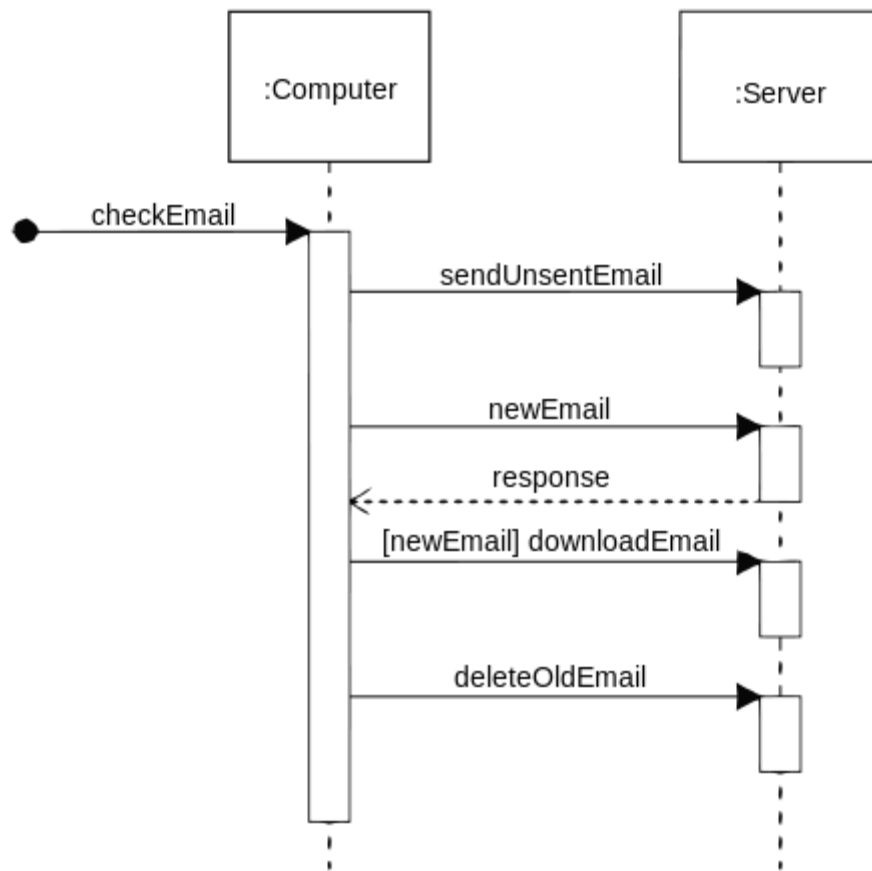 :Computer
:Server
checkEmail
sendUnsentEmail
newEmail
response
[newEmail] downloadEmail
deleteOldEmail